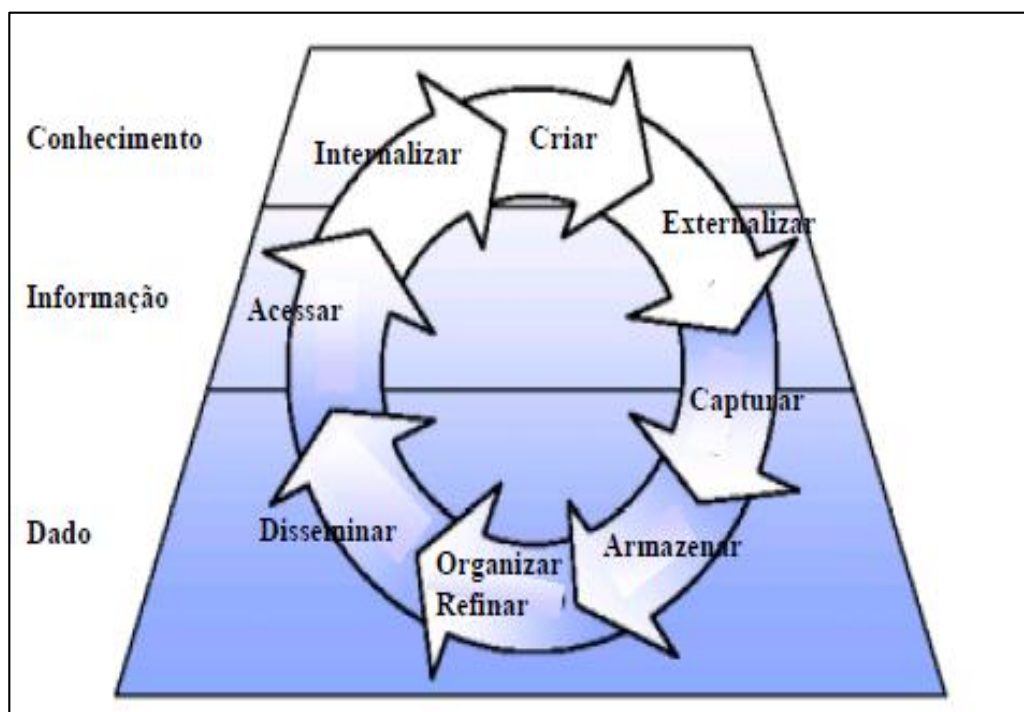 Conhecimento
Internalizar
Criar
Externalizar
Informação
Acessar
Capturar
Dado
Disseminar
Organizar
Refinar
Armazenar